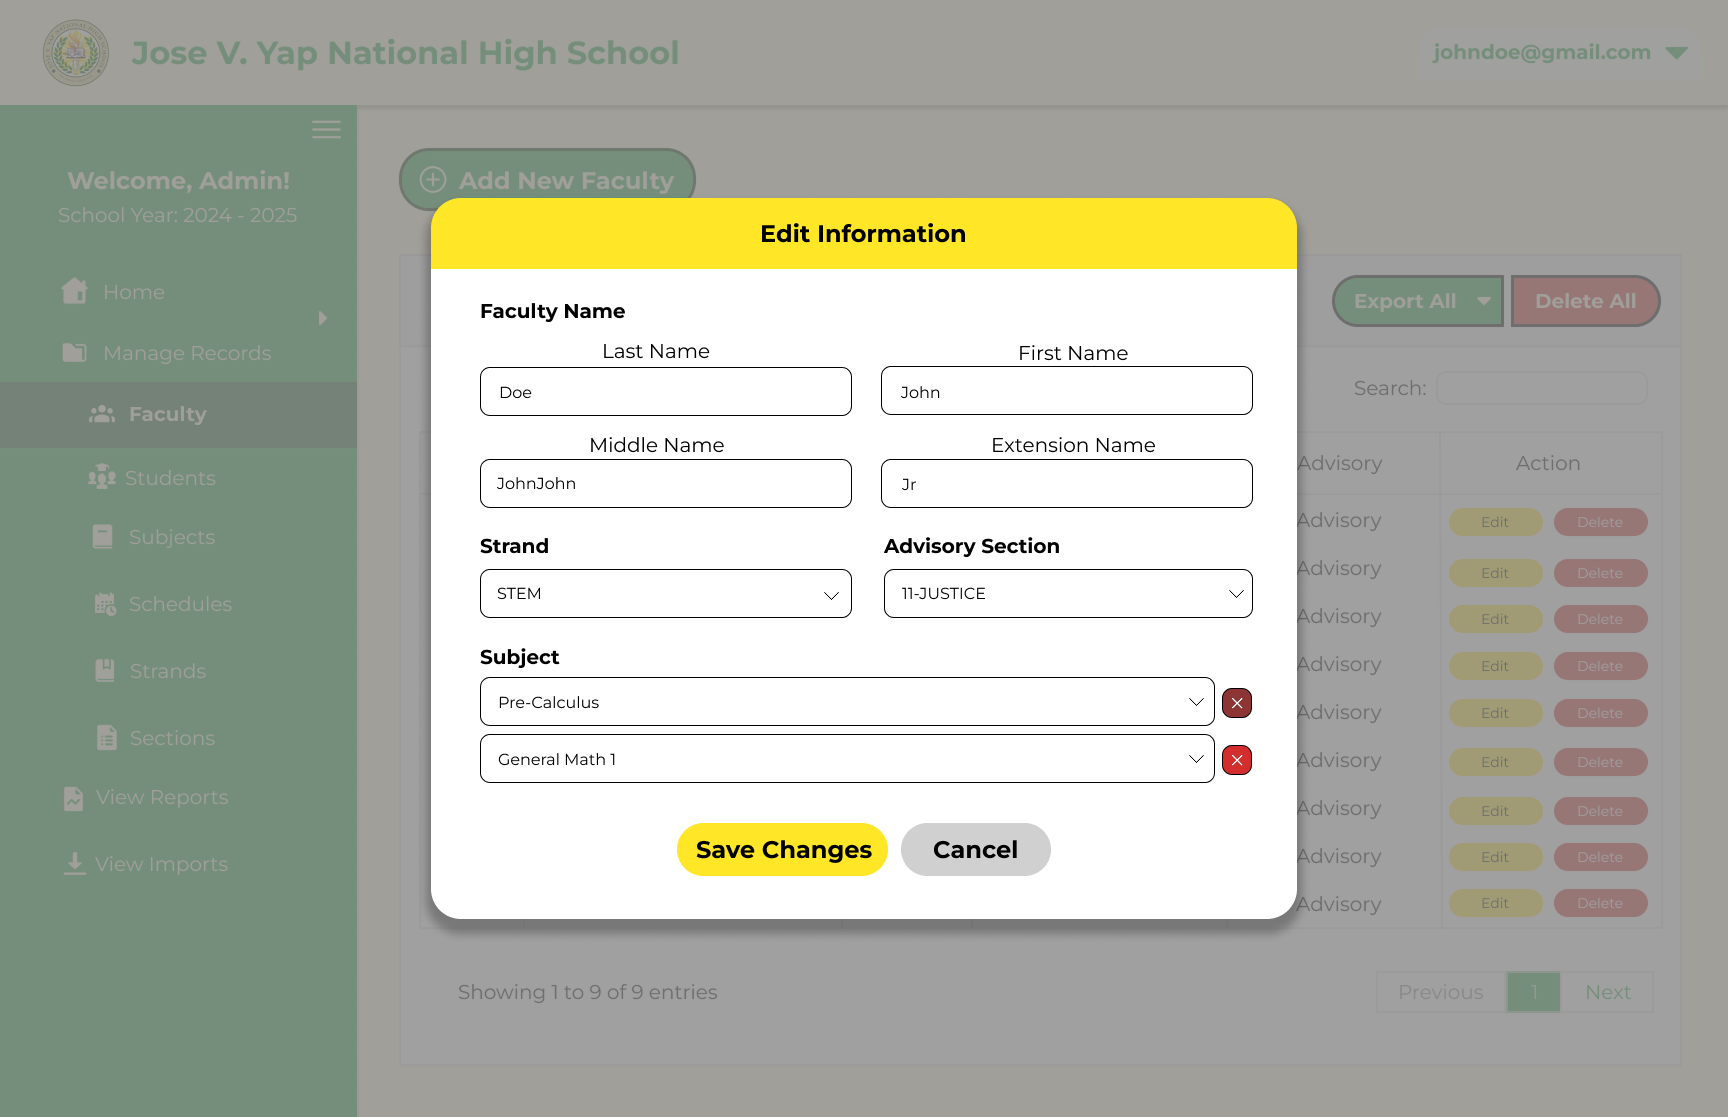 Jose V. Yap National High School
johndoe@gmail.com
Welcome, Admin!
School Year: 2024 - 2025
Home
Manage Records
Faculty
Students
Subjects
Schedules
Strands
Sections
View Reports
View Imports
Add New Faculty
Export All
Delete All
Search:
Advisory
Action
Advisory
Edit
Delete
Advisory
Edit
Delete
Advisory
Edit
Delete
Advisory
Edit
Delete
Advisory
Edit
Delete
Advisory
Edit
Delete
Advisory
Edit
Delete
Advisory
Edit
Delete
Advisory
Edit
Delete
Showing 1 to 9 of 9 entries
Previous
1
Next
Edit Information
Faculty Name
Last Name
First Name
Doe
John
Middle Name
Extension Name
JohnJohn
Jr
Strand
Advisory Section
STEM
11-JUSTICE
Subject
Pre-Calculus
General Math 1
Save Changes
Cancel